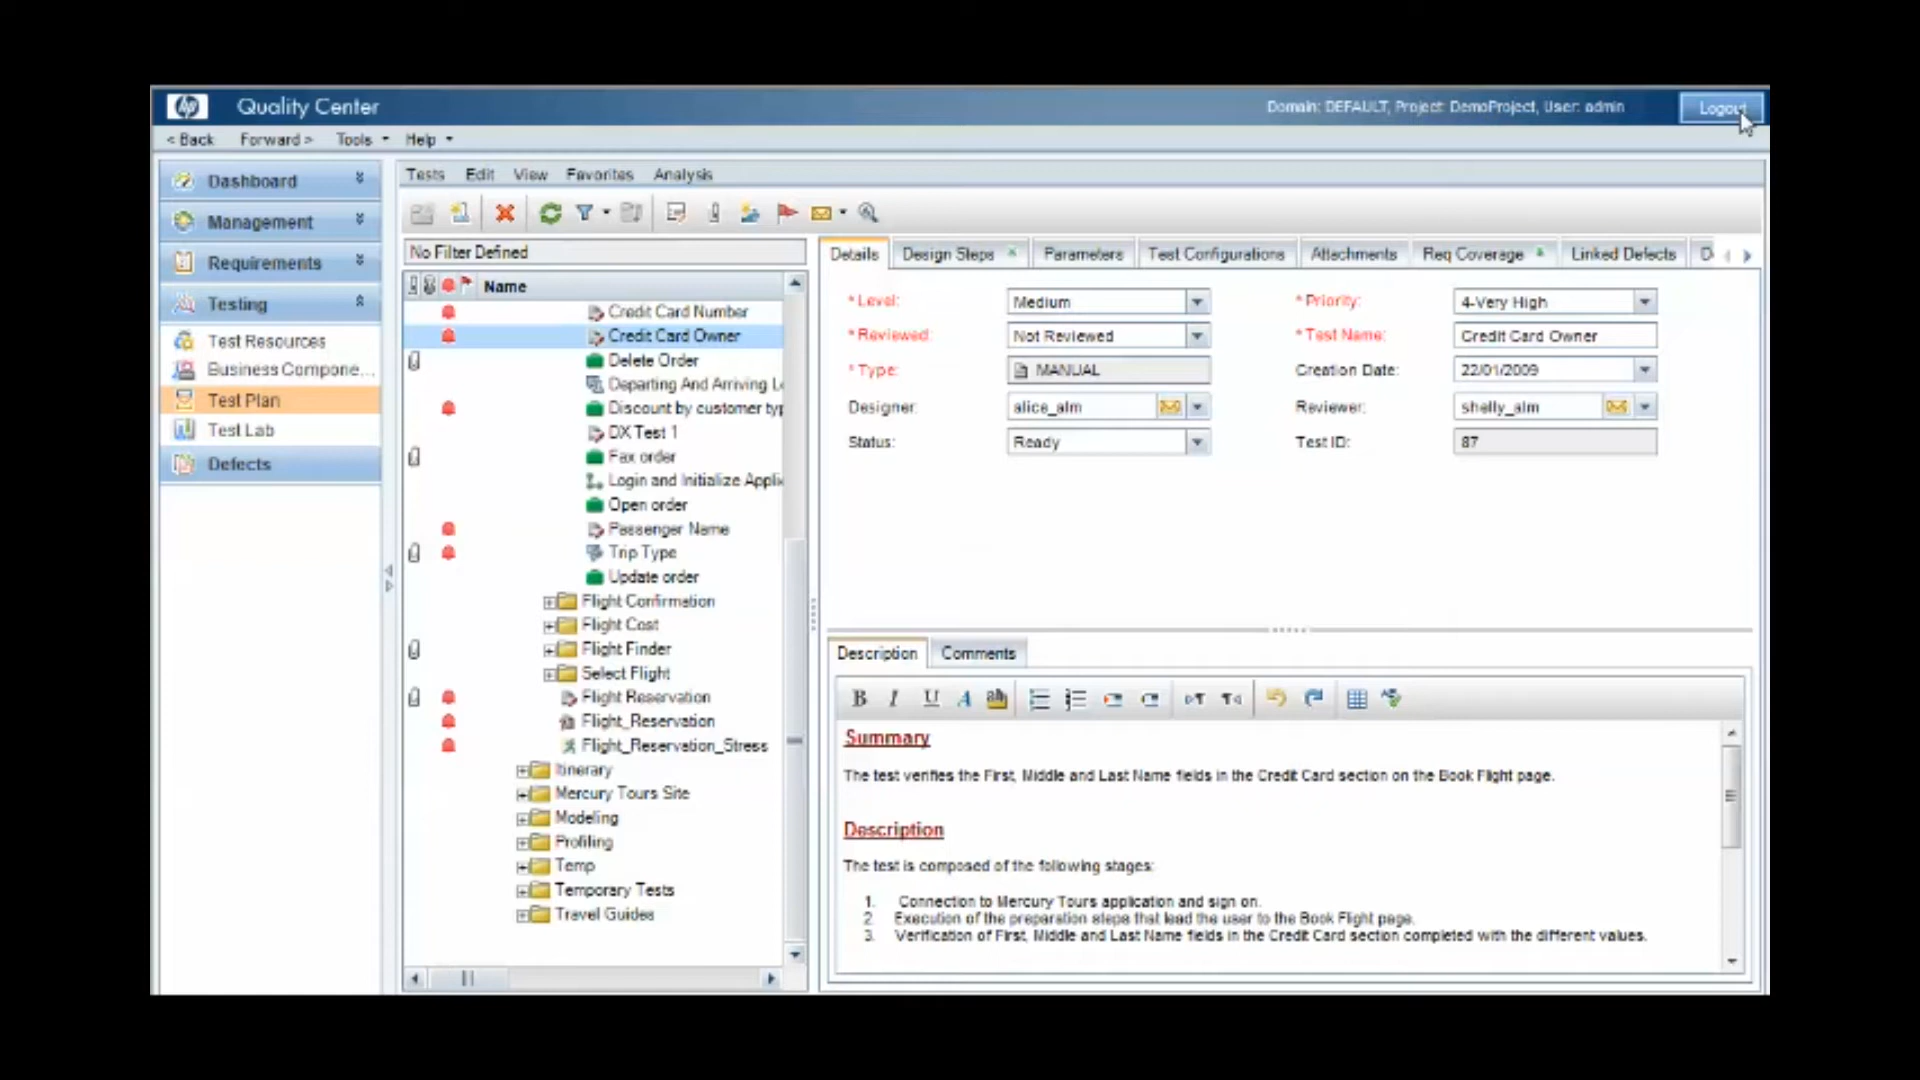 hp Quality Center
Domain: DEFAULT, Project: DemoProject, User: admin
Logout
< Back Forward > Tools Help
Dashboard
Management
Requirements
Testing
Test Resources
Business Compone...
Test Plan
Test Lab
Defects
Tests Edit View Favorites Analysis
No Filter Defined
Name
Credit Card Number
Credit Card Owner
Delete Order
Departing And Arriving Lo
Discount by customer typ
DX Test 1
Fax order
Login and Initialize Appli
Open order
Passenger Name
Trip Type
Update order
Flight Confirmation
Flight Cost
Flight Finder
Select Flight
Flight Reservation
Flight_Reservation
Flight_Reservation_Stress
Itinerary
Mercury Tours Site
Modeling
Profiling
Temp
Temporary Tests
Travel Guides
Details Design Steps Parameters Test Configurations Attachments Req Coverage Linked Defects
* Level: Medium * Priority: 4-Very High
* Reviewed: Not Reviewed * Test Name: Credit Card Owner
* Type: MANUAL Creation Date: 22/01/2009
Designer: alice_alm Reviewer: shelly_alm
Status: Ready Test ID: 87
Description Comments
B I U A ab
Summary
The test verifies the First, Middle and Last Name fields in the Credit Card section on the Book Flight page.
Description
The test is composed of the following stages:
1. Connection to Mercury Tours application and sign on.
2. Execution of the preparation steps that lead the user to the Book Flight page.
3. Verification of First, Middle and Last Name fields in the Credit Card section completed with the different values.